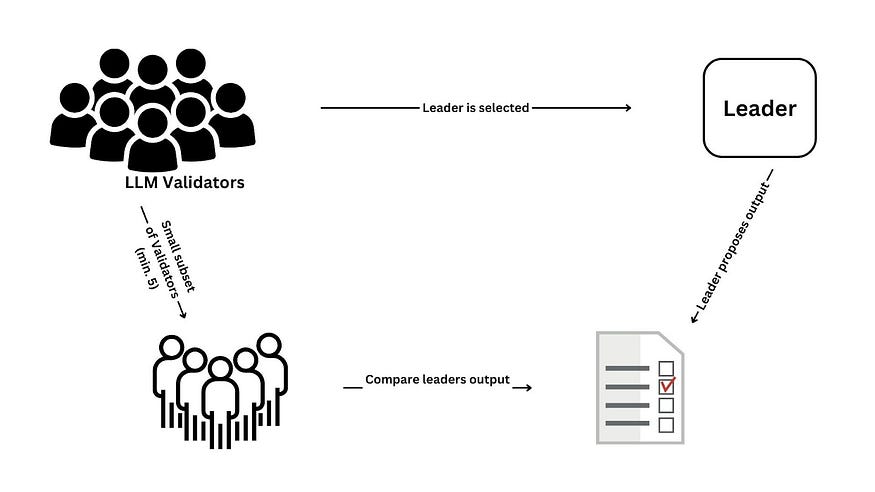 Leader is selected
Leader
LLM Validators
Small subset
of Validators
(min. 5)
Leader proposes output
Compare leaders output